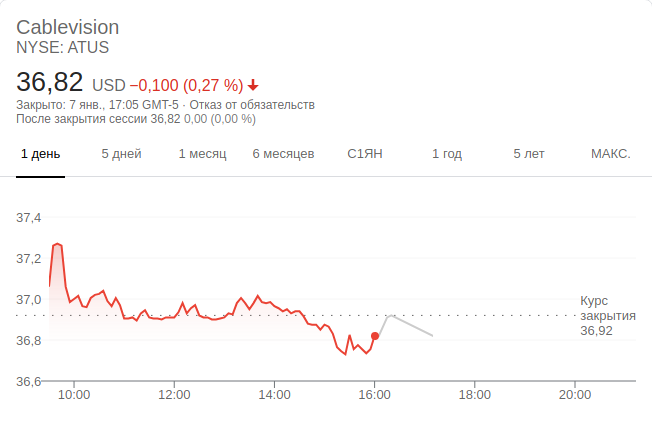 Cablevision
NYSE: ATUS
36,82 USD −0,100 (0,27 %)
Закрыто: 7 янв., 17:05 GMT-5 · Отказ от обязательств
После закрытия сессии 36,82 0,00 (0,00 %)
1 день 5 дней 1 месяц 6 месяцев С1ЯН 1 год 5 лет МАКС.
37,4
37,2
37,0
36,8
36,6
Курс
закрытия
36,92
10:00 12:00 14:00 16:00 18:00 20:00